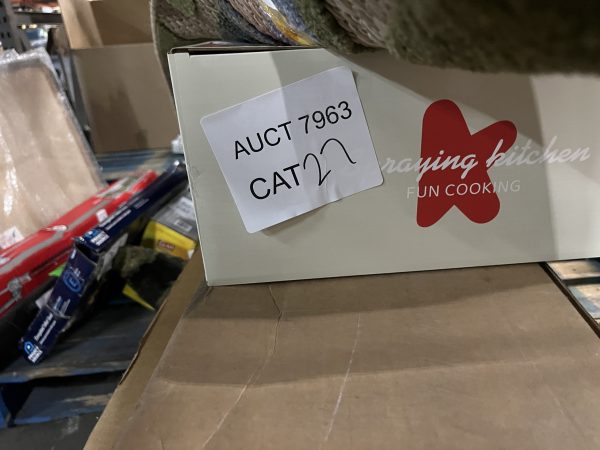 AUCT 7963
CAT 27
raying kitchen
FUN COOKING